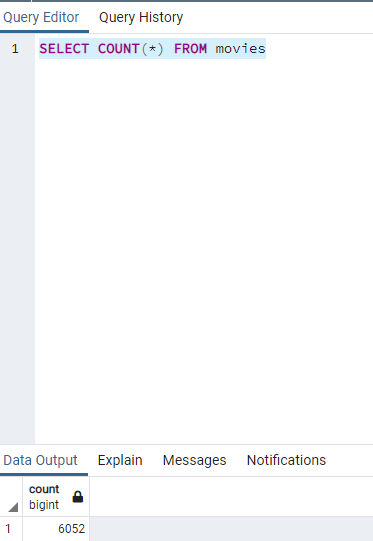 Query Editor Query History
1 SELECT COUNT(*) FROM movies
Data Output Explain Messages Notifications
count
bigint
1 6052